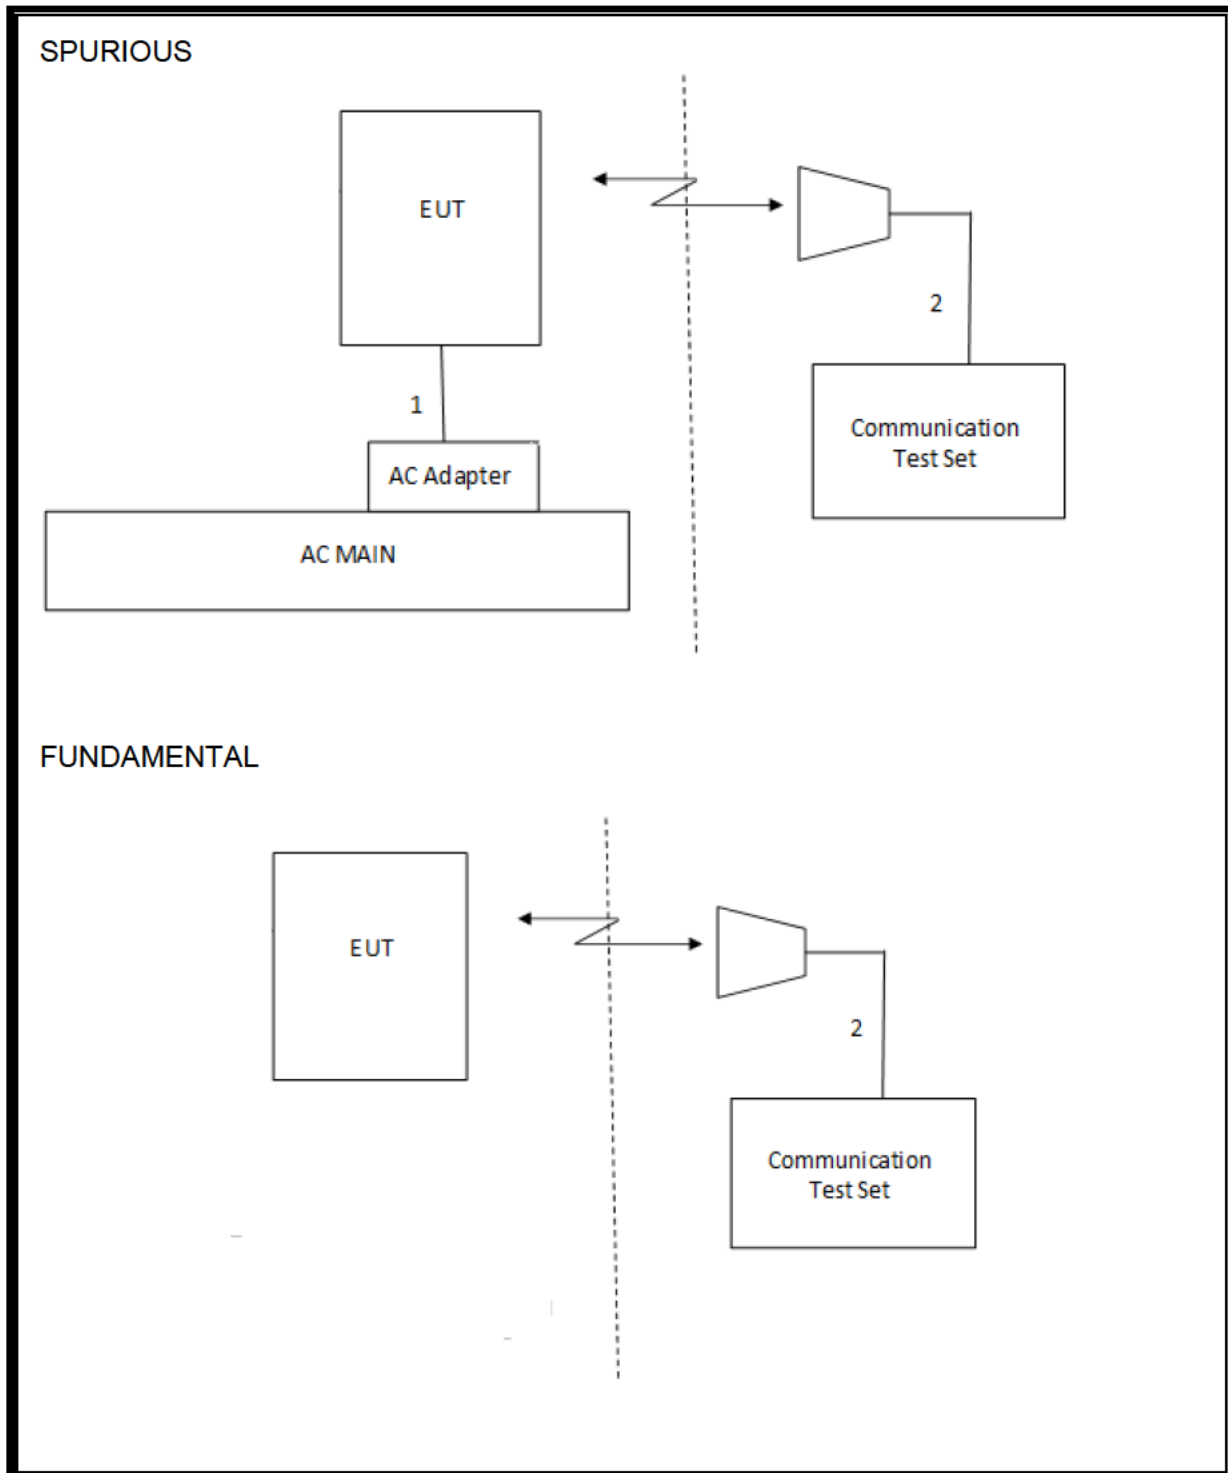 SPURIOUS
EUT
2
1
Communication
Test Set
AC Adapter
AC MAIN
FUNDAMENTAL
EUT
2
Communication
Test Set